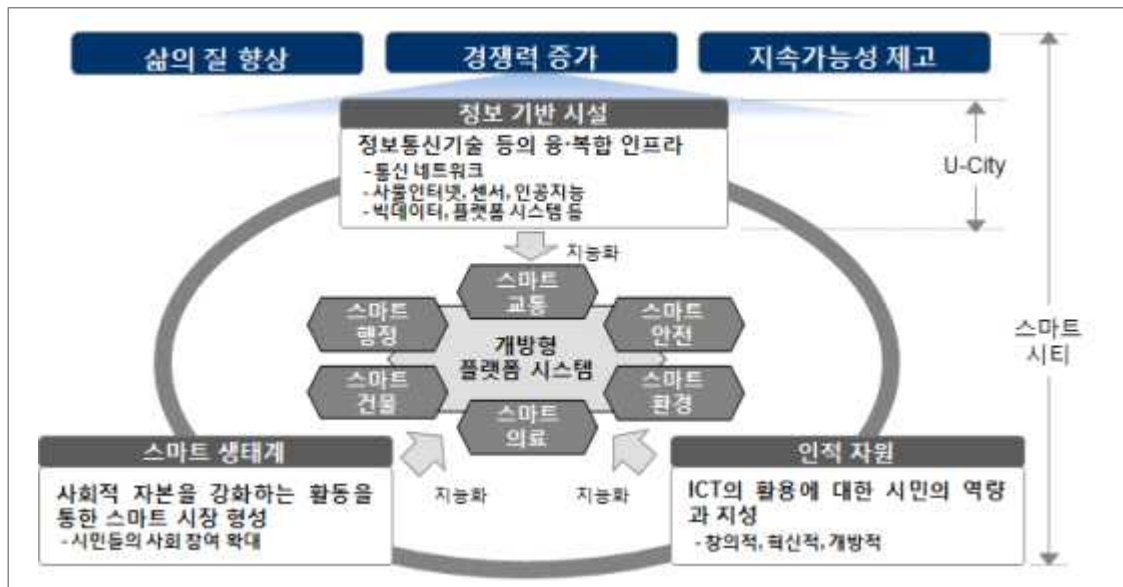 삶의 질 향상
경쟁력 증가
지속가능성 제고
정보 기반 시설
정보통신기술 등의 융·복합 인프라
- 통신 네트워크
- 사물인터넷, 센서, 인공지능
- 빅데이터, 플랫폼 시스템 등
U-City
지능화
스마트
교통
스마트
행정
스마트
안전
개방형
플랫폼 시스템
스마트
건물
스마트
환경
스마트
의료
스마트
시티
스마트 생태계
사회적 자본을 강화하는 활동을
통한 스마트 시장 형성
- 시민들의 사회 참여 확대
지능화
지능화
인적 자원
ICT의 활용에 대한 시민의 역량
과 지성
- 창의적, 혁신적, 개방적